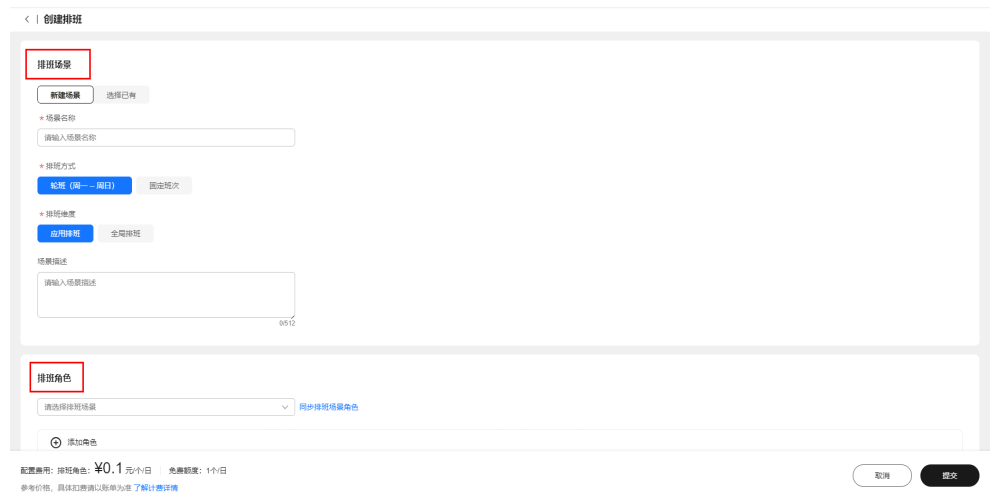 创建排班
排班场景
新建场景 选择已有
* 场景名称
请输入场景名称
* 排班方式
轮班（周一 – 周日） 固定班次
* 排班维度
应用排班 全局排班
场景描述
请输入场景描述
0/512
排班角色
请选择排班场景 同步排班场景角色
添加角色
配置费用：排班角色：¥0.1 元/个/日 免费额度：1个/日
参考价格，具体扣费请以账单为准 了解计费详情
取消 提交